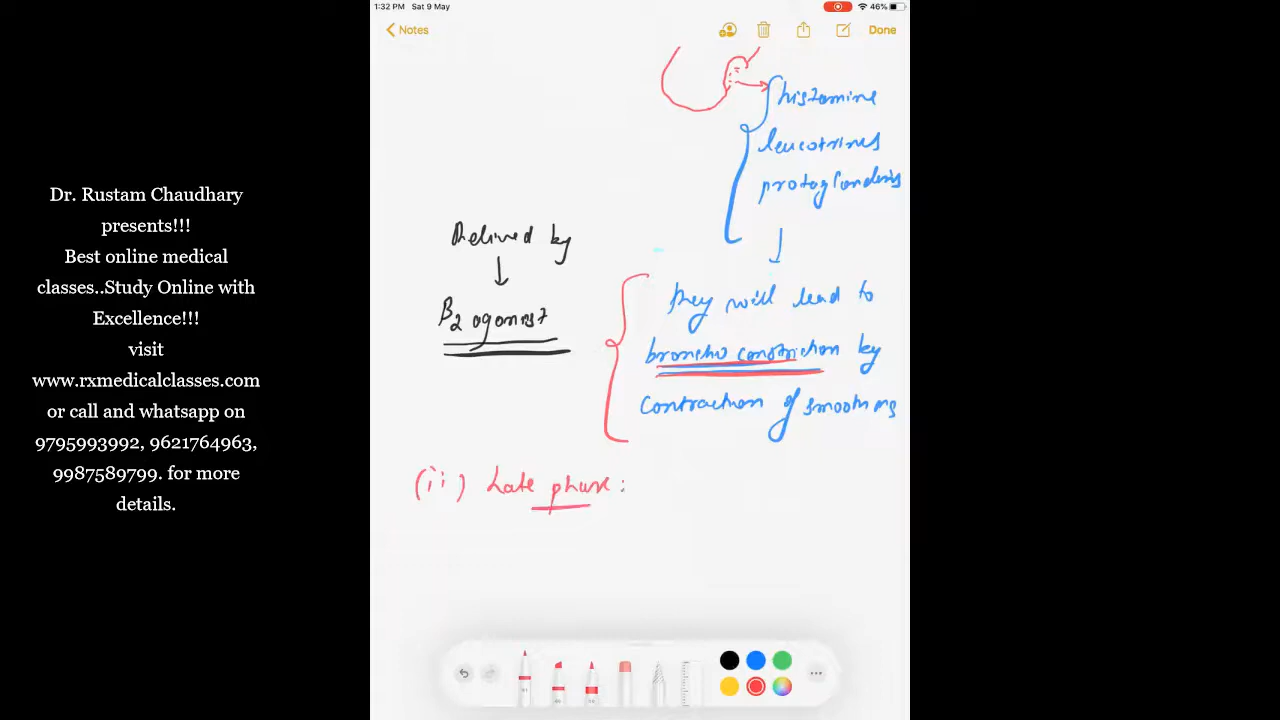 1:32 PM Sat 9 May
46%
Notes
Done
Dr. Rustam Chaudhary
presents!!!
Best online medical
classes..Study Online with
Excellence!!!
visit
www.rxmedicalclasses.com
or call and whatsapp on
9795993992, 9621764963,
9987589799. for more
details.
histamine
leucotrines
protaglandins
they will lead to
broncho constriction by
contraction of smooth ms
Relived by
β2 agonist
(ii) Late phase: